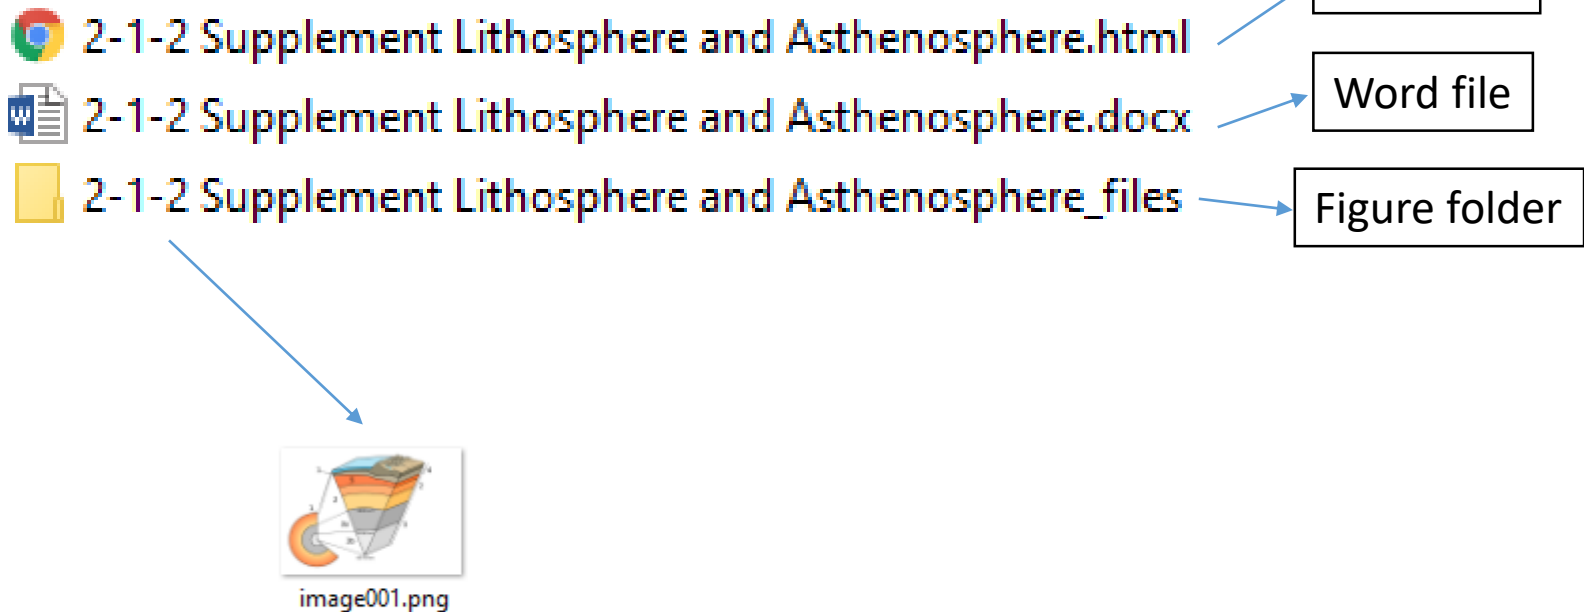 2-1-2 Supplement Lithosphere and Asthenosphere.html
2-1-2 Supplement Lithosphere and Asthenosphere.docx
Word file
2-1-2 Supplement Lithosphere and Asthenosphere_files
Figure folder
image001.png